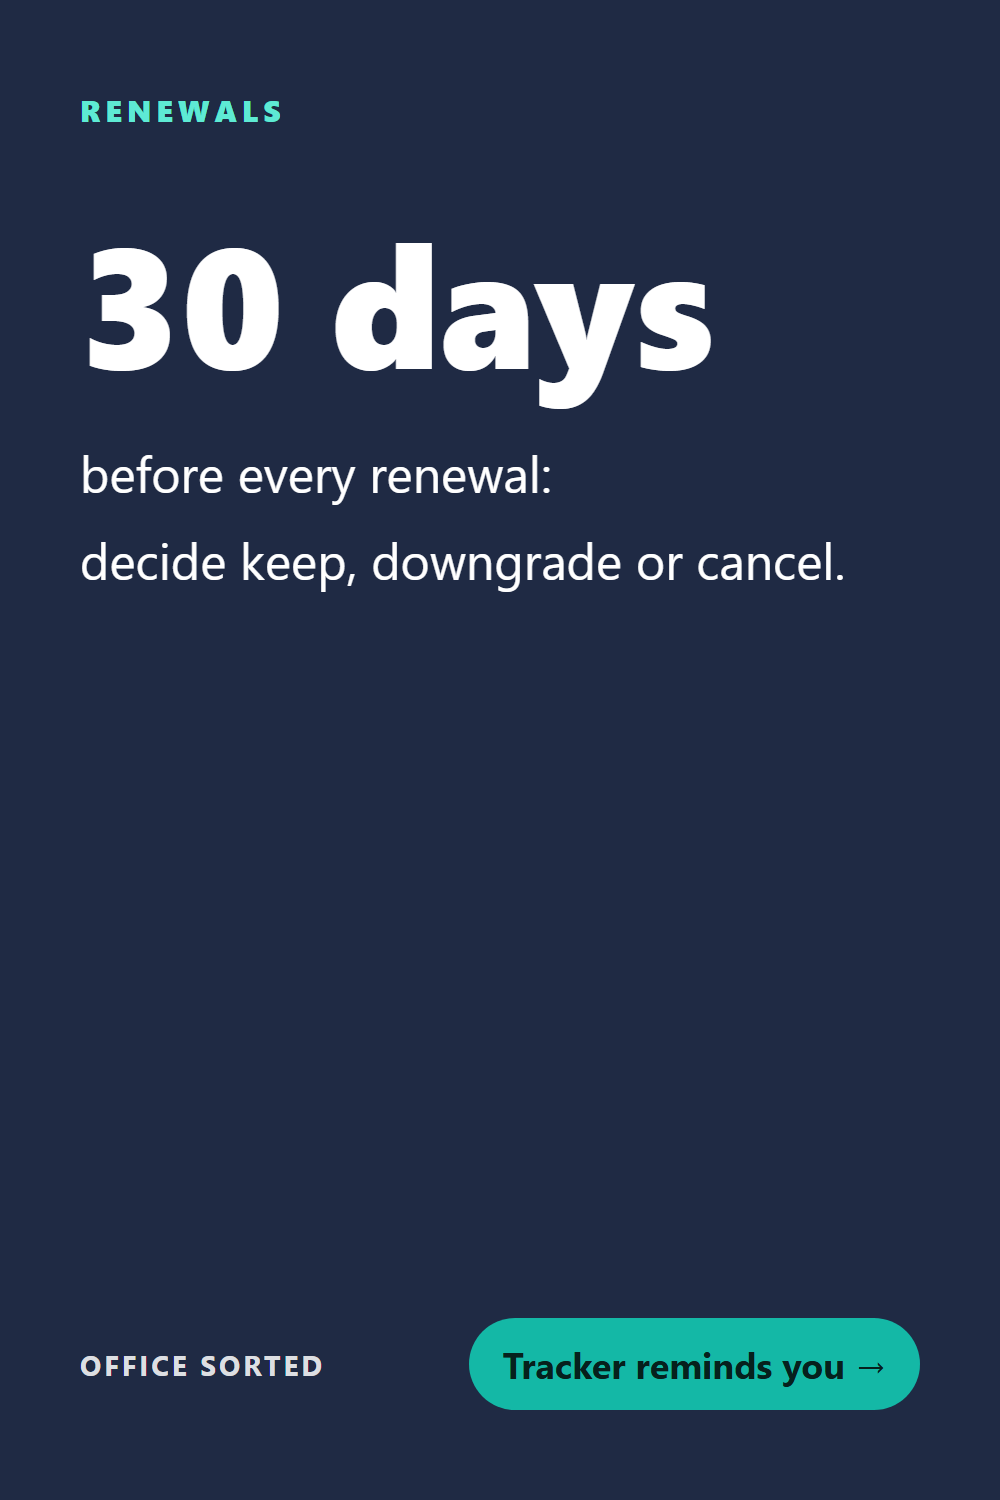 RENEWALS
30 days
before every renewal:
decide keep, downgrade or cancel.
OFFICE SORTED
Tracker reminds you →